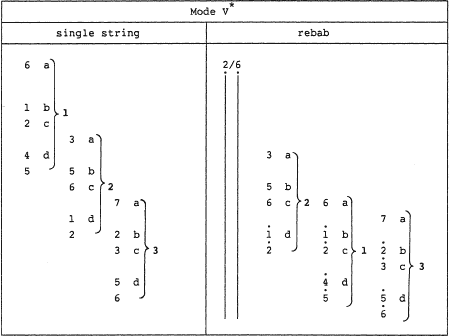 Mode V*
single string rebab
6 a 2̣/6̣
1 b 1
2 c
3 a
4 d 3 a
5 5 b
6 c 2 5 b
7 a 6 c 2 6 a
1 d 7 a
2 2 b 1̇ d 1̇ b
3 c 3 2̇ 2̇ c 1 2̇ b
3̇ c 3
5 d 4̇ d
6 5̇ 5̇ d
6̇